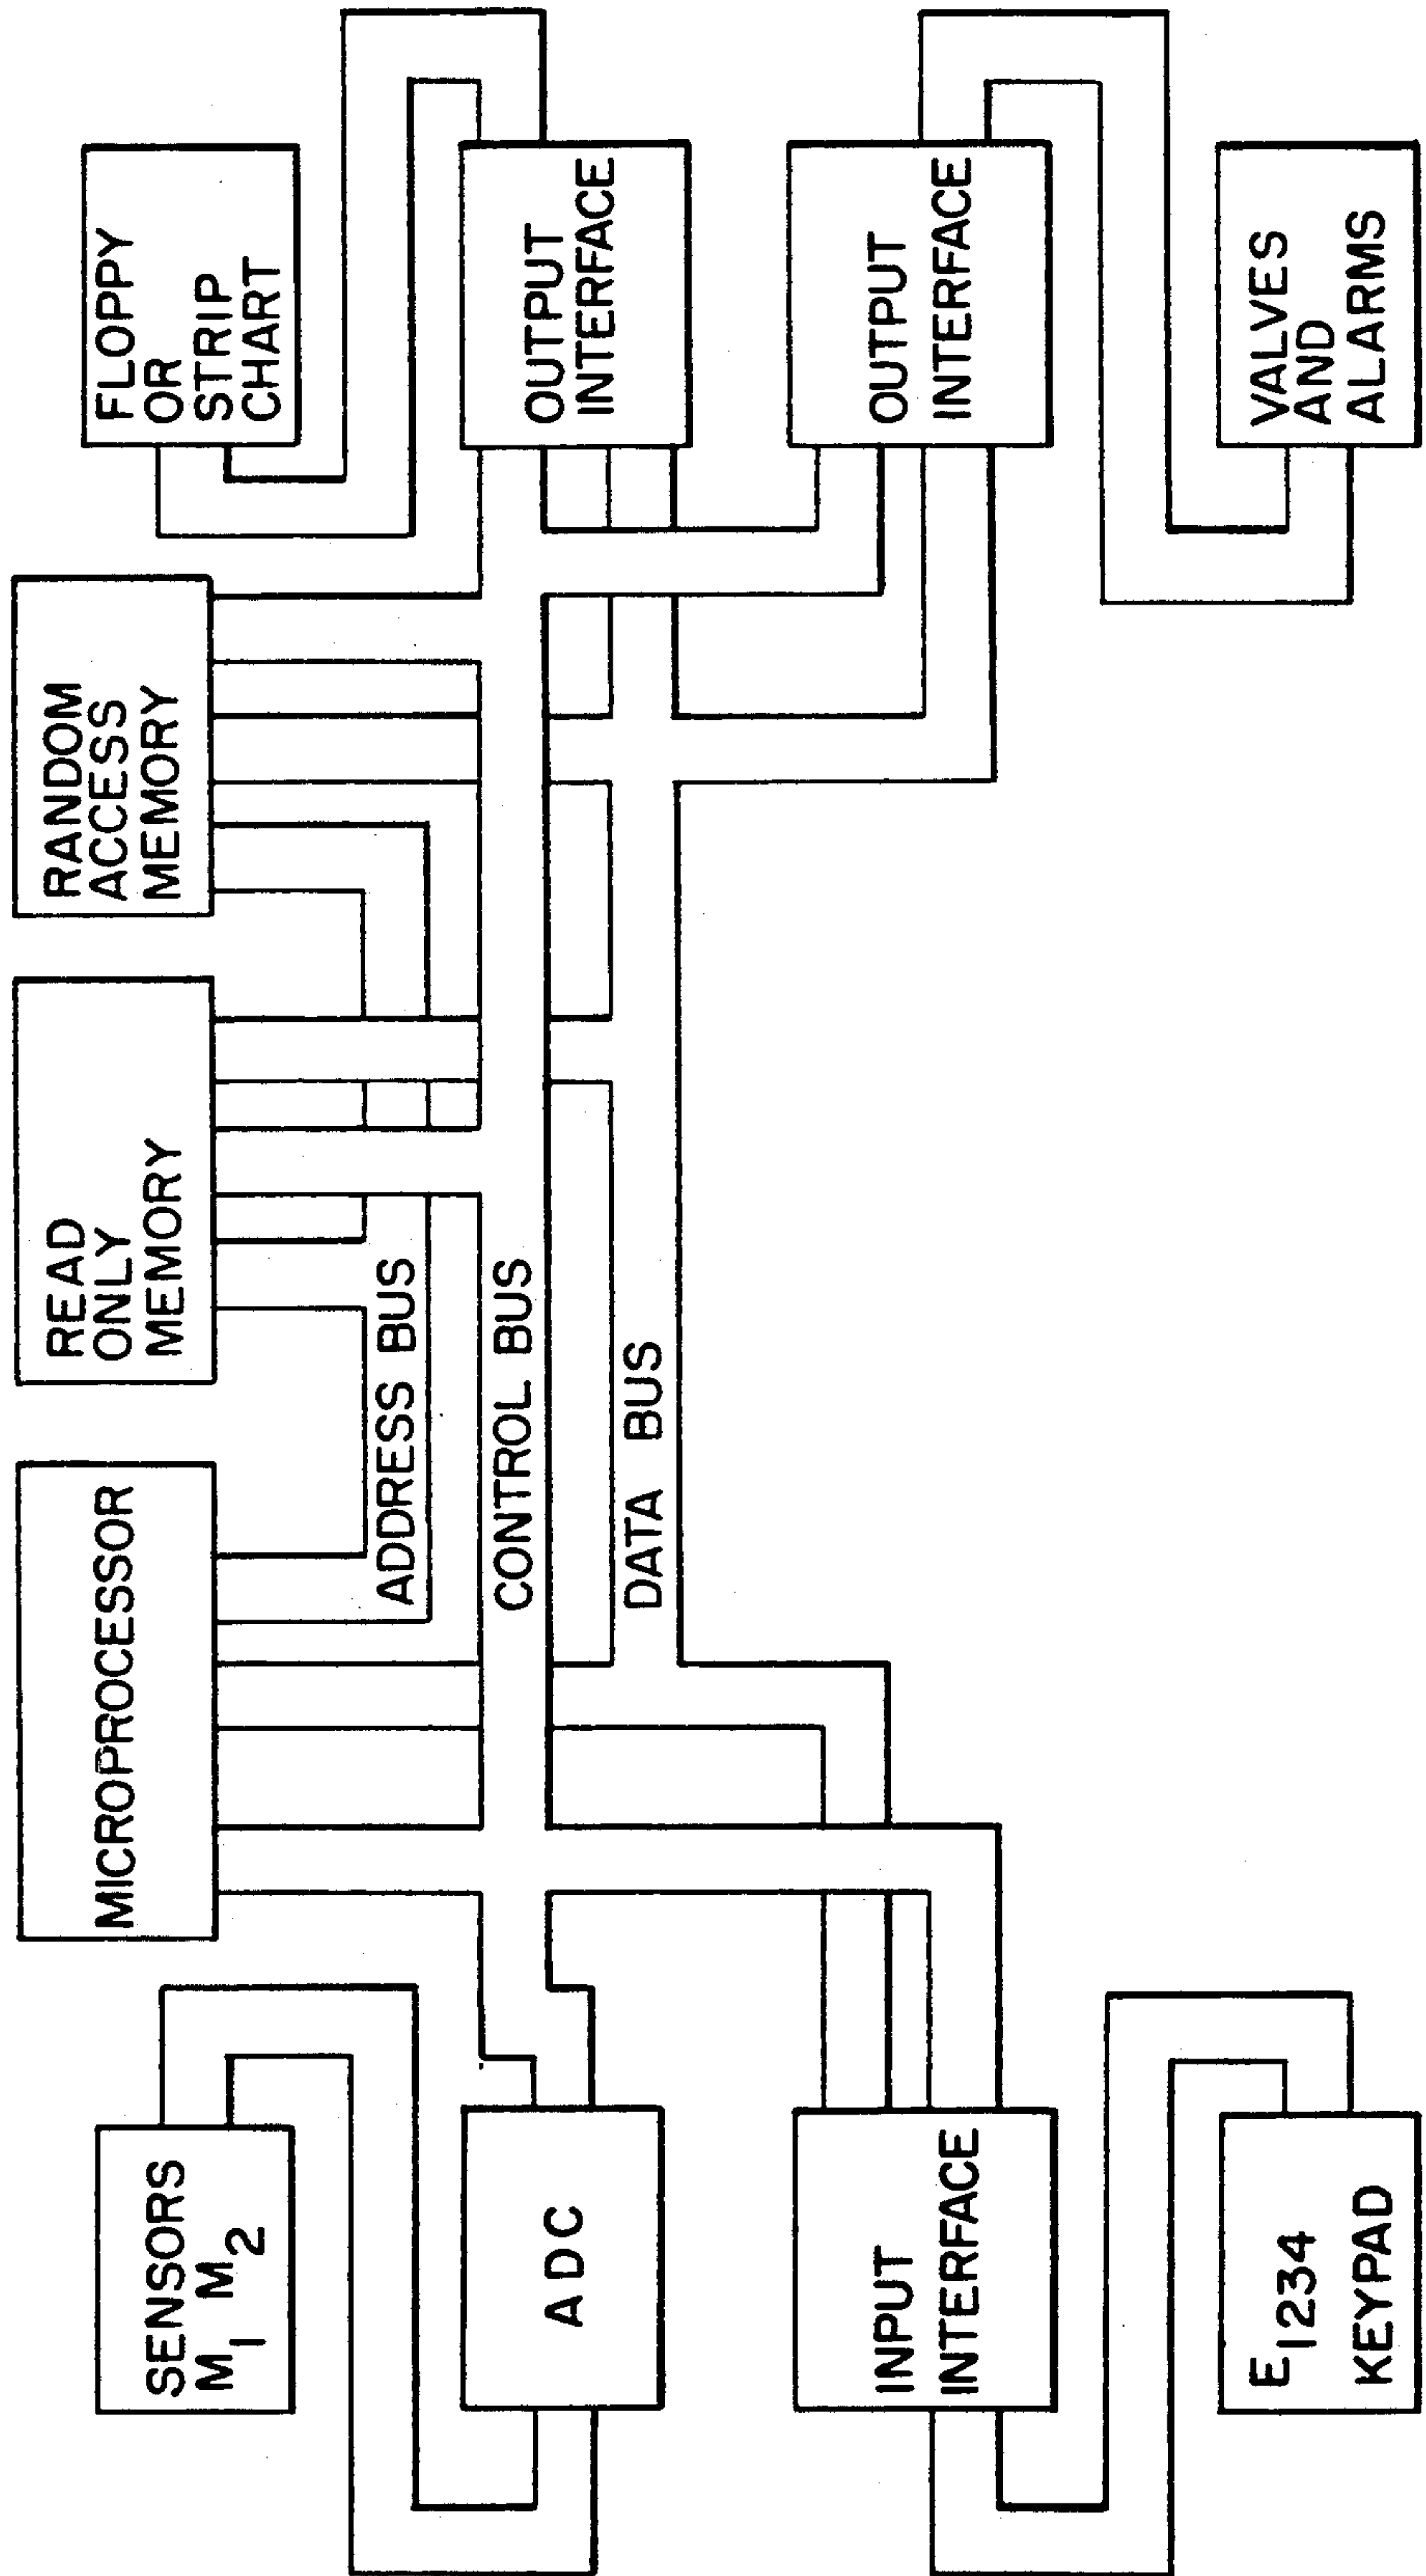 SENSORS
M1 M2
MICROPROCESSOR
READ
ONLY
MEMORY
RANDOM
ACCESS
MEMORY
FLOPPY
OR
STRIP
CHART
ADDRESS BUS
CONTROL BUS
DATA BUS
ADC
OUTPUT
INTERFACE
INPUT
INTERFACE
OUTPUT
INTERFACE
E1234
KEYPAD
VALVES
AND
ALARMS